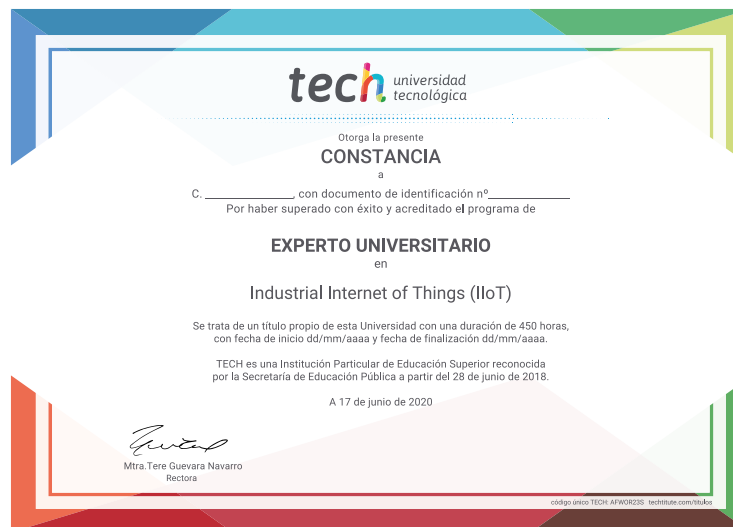 tech universidad
tecnológica
Otorga la presente
CONSTANCIA
a
C. ______________, con documento de identificación nº______________
Por haber superado con éxito y acreditado el programa de
EXPERTO UNIVERSITARIO
en
Industrial Internet of Things (IIoT)
Se trata de un título propio de esta Universidad con una duración de 450 horas,
con fecha de inicio dd/mm/aaaa y fecha de finalización dd/mm/aaaa.
TECH es una Institución Particular de Educación Superior reconocida
por la Secretaría de Educación Pública a partir del 28 de junio de 2018.
A 17 de junio de 2020
Mtra.Tere Guevara Navarro
Rectora
código único TECH: AFWOR23S techtitute.com/titulos